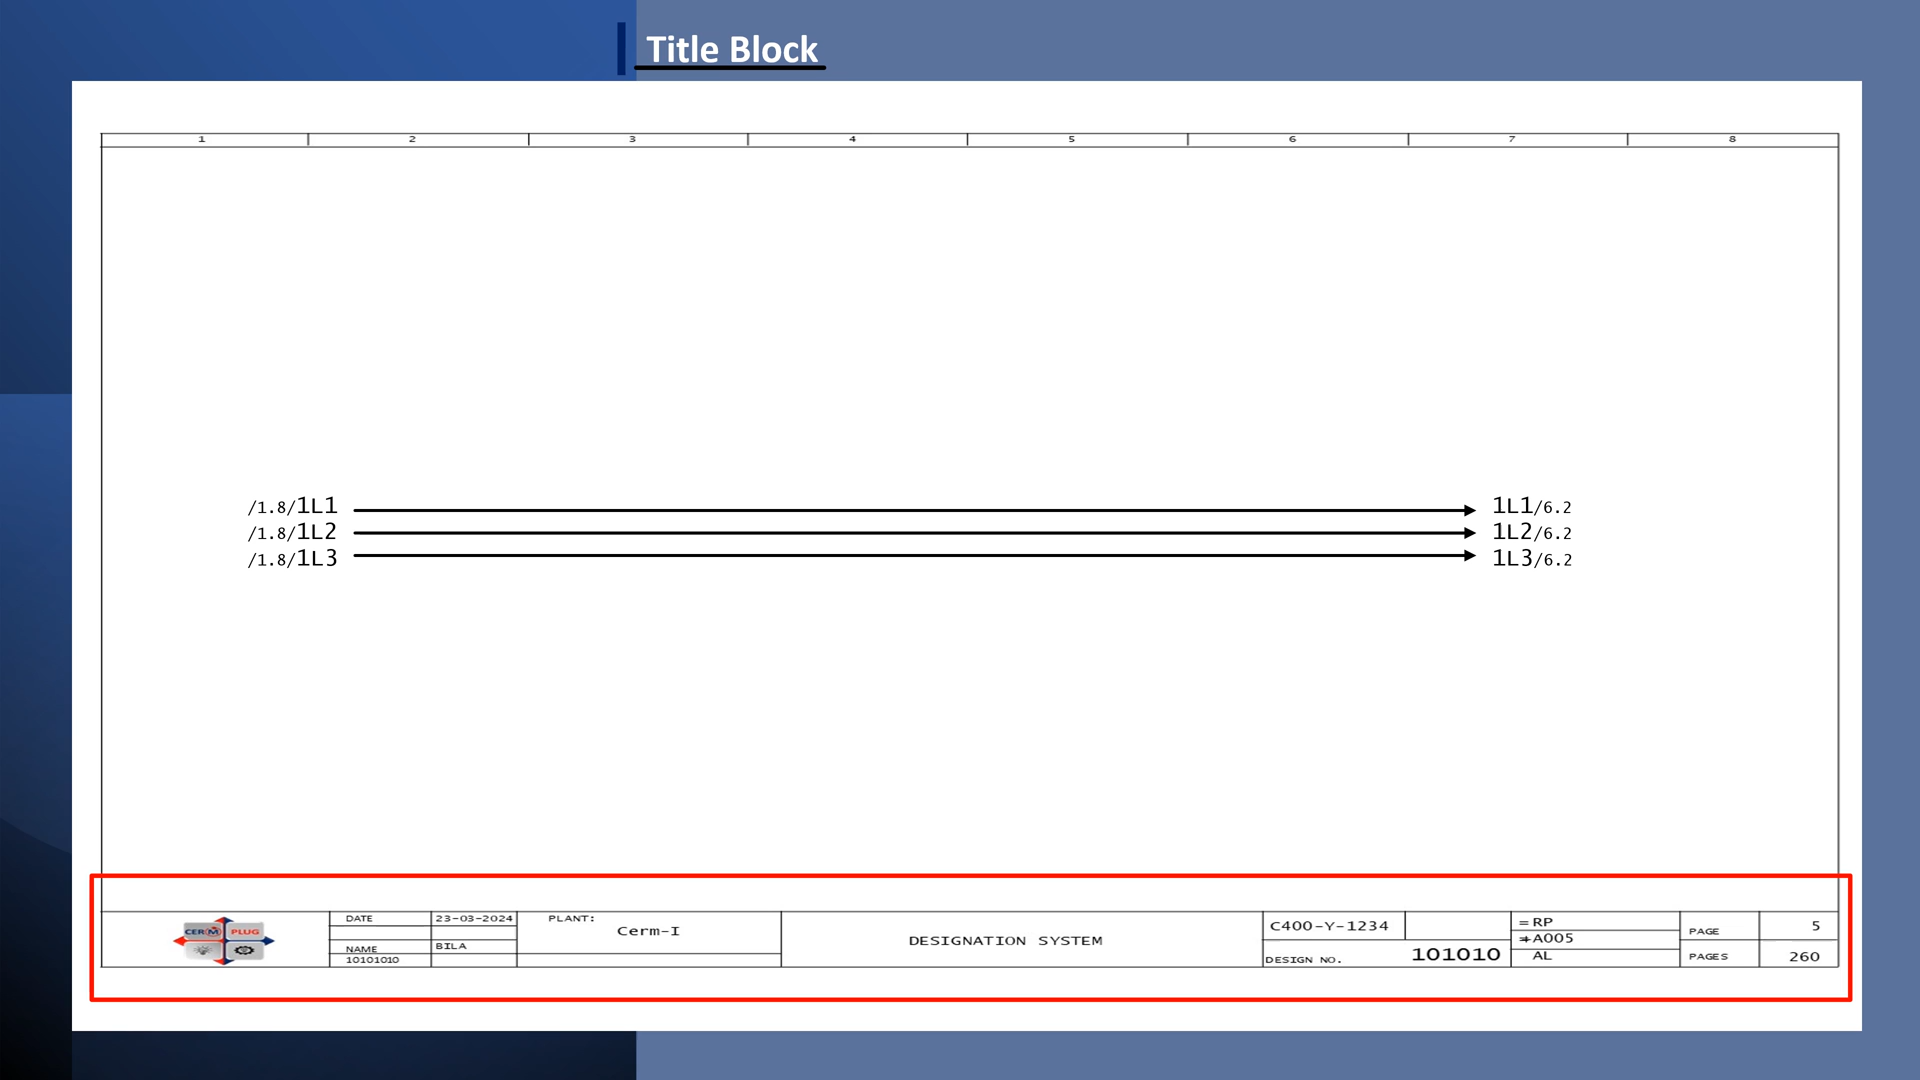 Title Block
1 2 3 4 5 6 7 8
/1.8/1L1 1L1/6.2
/1.8/1L2 1L2/6.2
/1.8/1L3 1L3/6.2
CERM PLUG
DATE 23-03-2024
NAME BILA
10101010
PLANT:
Cerm-I
DESIGNATION SYSTEM
C400-Y-1234
DESIGN NO. 101010
=RP
+A005
AL
PAGE 5
PAGES 260